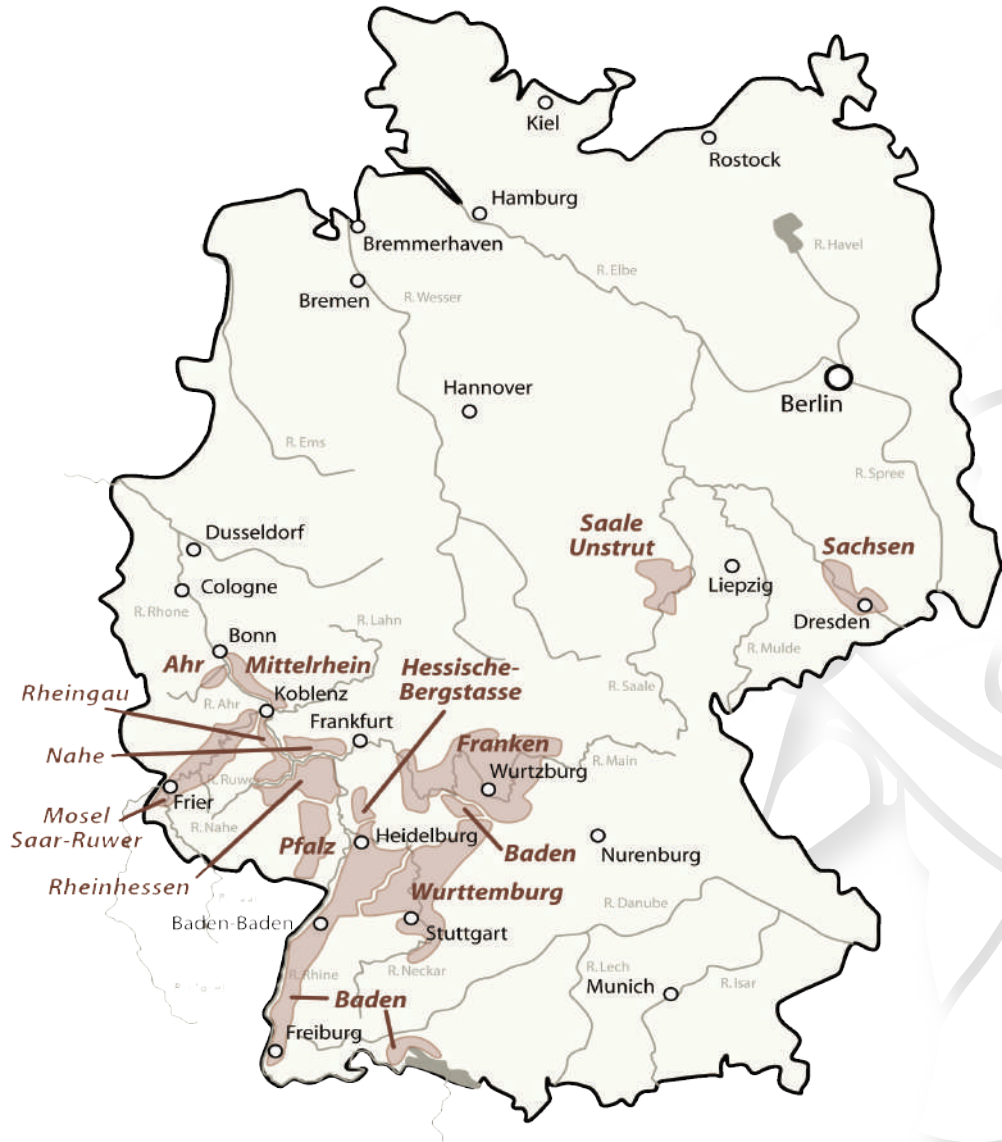 Kiel
Rostock
Hamburg
Bremmerhaven
R. Havel
R. Elbe
Bremen
R. Wesser
Hannover
Berlin
R. Ems
R. Spree
Saale
Unstrut
Sachsen
Dusseldorf
Liepzig
Cologne
R. Rhone
Dresden
R. Lahn
Bonn
R. Mulde
Ahr
Mittelrhein
Hessische-
Bergstasse
R. Saale
Rheingau
Koblenz
R. Ahr
Frankfurt
Franken
Nahe
Wurtzburg
R. Main
R. Ruwe
Frier
Mosel
Saar-Ruwer
R. Nahe
Heidelburg
Pfalz
Baden
Nurenburg
Rheinhessen
Wurttemburg
R. Danube
Baden-Baden
Stuttgart
R. Rhine
R. Neckar
R. Lech
R. Isar
Munich
Baden
Freiburg